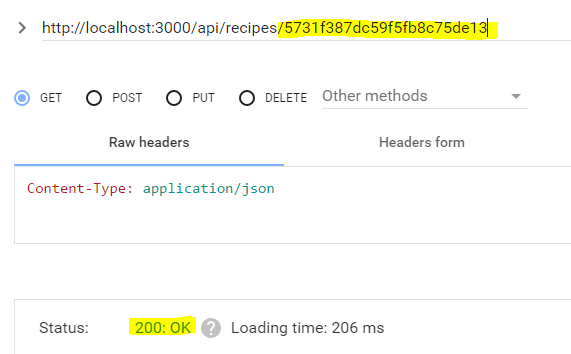 http://localhost:3000/api/recipes/5731f387dc59f5fb8c75de13
GET POST PUT DELETE Other methods
Raw headers Headers form
Content-Type: application/json
Status: 200: OK ? Loading time: 206 ms